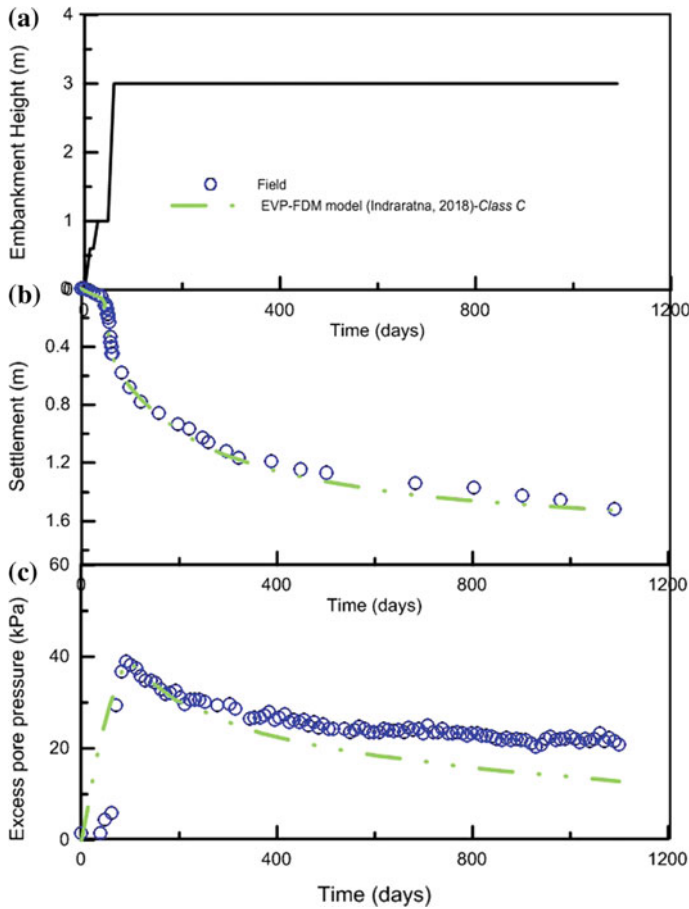 (a)
Embankment Height (m)
4
3
2
1
0
Field
EVP-FDM model (Indraratna, 2018)-Class C
0 400 800 1200
Time (days)
(b)
Settlement (m)
0.4
0.8
1.2
1.6
0 400 800 1200
Time (days)
(c)
Excess pore pressure (kPa)
60
40
20
0
0 400 800 1200
Time (days)